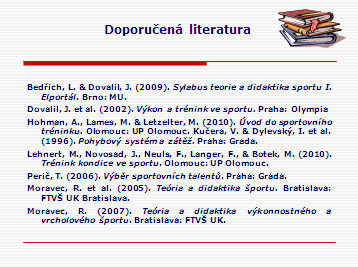 Doporučená literatura
Bedřich, L. & Dovalil, J. (2009). Sylabus teorie a didaktika sportu I.
Elportál. Brno: MU.
Dovalil, J. et al. (2002). Výkon a trénink ve sportu. Praha: Olympia
Hohman, A., Lames, M. & Letzelter, M. (2010). Úvod do sportovního
tréninku. Olomouc: UP Olomouc. Kučera, V. & Dylevský, I. et al.
(1996). Pohybový systém a zátěž. Praha: Grada.
Lehnert, M., Novosad, J., Neuls, F., Langer, F., & Botek, M. (2010).
Trénink kondice ve sportu. Olomouc: UP Olomouc.
Perič, T. (2006). Výběr sportovních talentů. Praha: Grada.
Moravec, R. et al. (2005). Teória a didaktika športu. Bratislava:
FTVŠ UK Bratislava.
Moravec, R. (2007). Teória a didaktika výkonnostného a
vrcholového športu. Bratislava: FTVŠ UK.